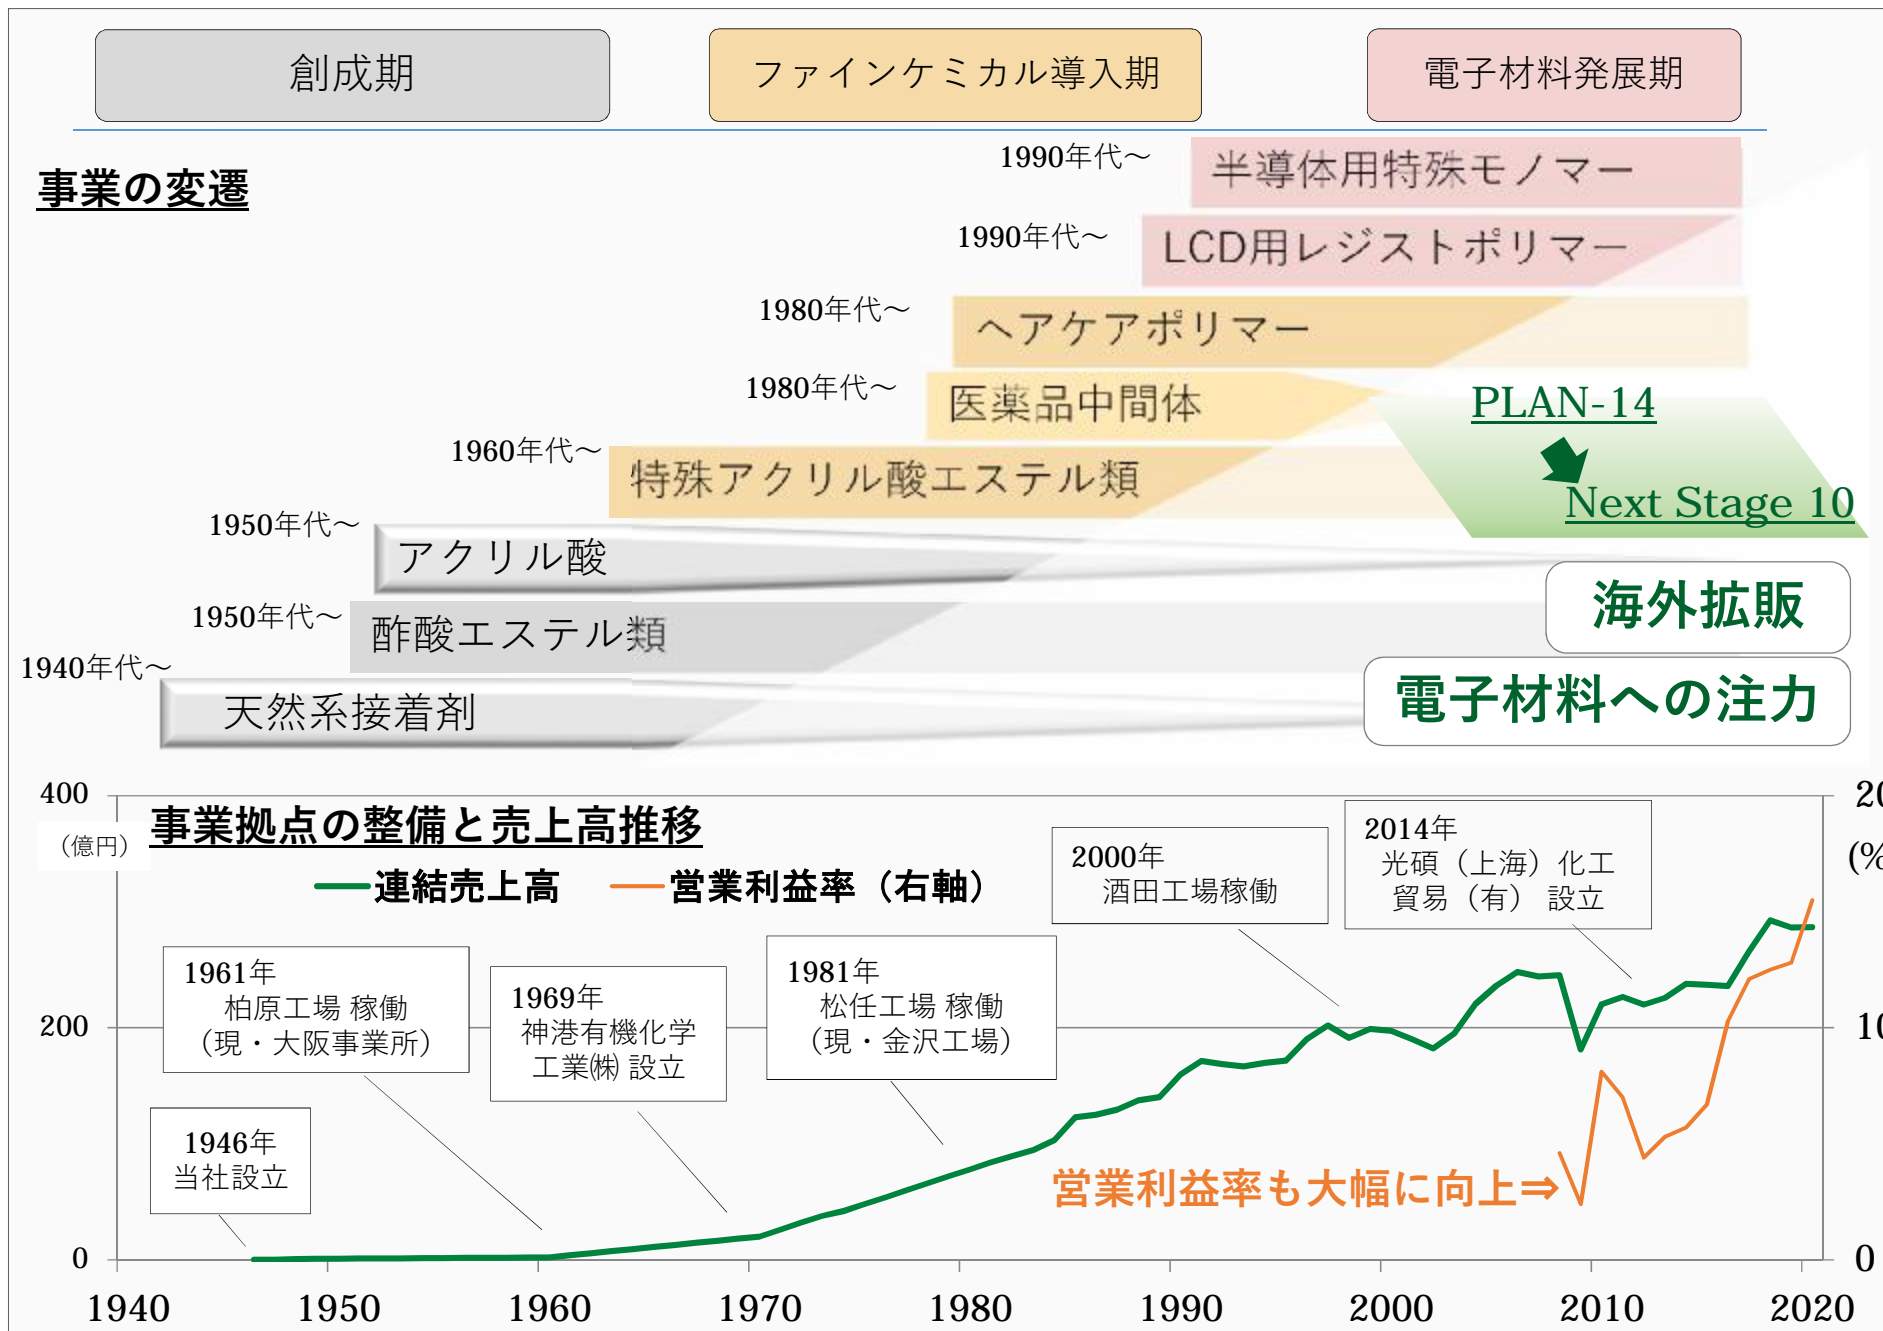 創成期
ファインケミカル導入期
電子材料発展期
事業の変遷
1990年代～
半導体用特殊モノマー
1990年代～
LCD用レジストポリマー
1980年代～
ヘアケアポリマー
1980年代～
医薬品中間体
PLAN-14
Next Stage 10
1960年代～
特殊アクリル酸エステル類
1950年代～
アクリル酸
1950年代～
酢酸エステル類
海外拡販
1940年代～
天然系接着剤
電子材料への注力
400
（億円）
事業拠点の整備と売上高推移
連結売上高
営業利益率（右軸）
20
(%
2000年
酒田工場稼働
2014年
光碩（上海）化工
貿易（有） 設立
1961年
柏原工場 稼働
（現・大阪事業所）
1969年
神港有機化学
工業㈱ 設立
1981年
松任工場 稼働
（現・金沢工場）
200
10
1946年
当社設立
営業利益率も大幅に向上⇒
0
0
1940
1950
1960
1970
1980
1990
2000
2010
2020